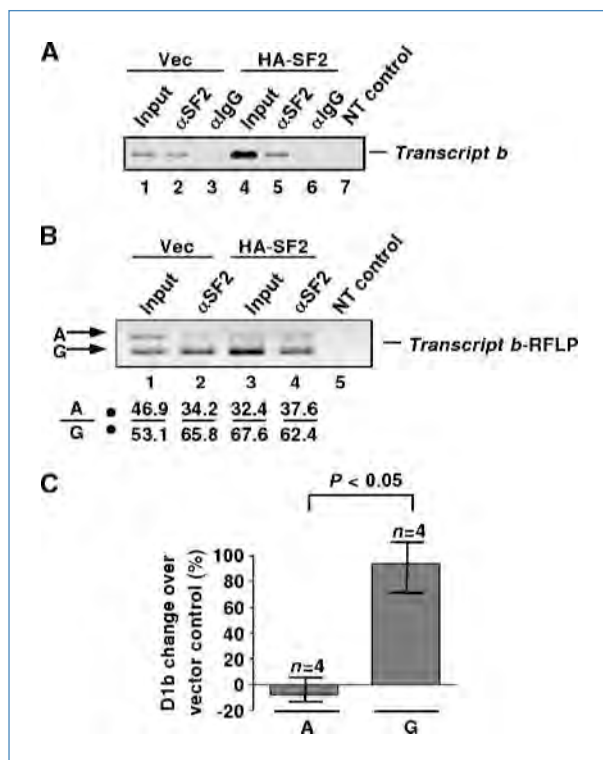 A
Vec HA-SF2
Input αSF2 αIgG Input αSF2 αIgG NT control
Transcript b
1 2 3 4 5 6 7
B
Vec HA-SF2
Input αSF2 Input αSF2 NT control
A
G
Transcript b-RFLP
1 2 3 4 5
A 46.9 34.2 32.4 37.6
G 53.1 65.8 67.6 62.4
C
P < 0.05
D1b change over
vector control (%)
100
80
60
40
20
0
-20
n=4
n=4
A G